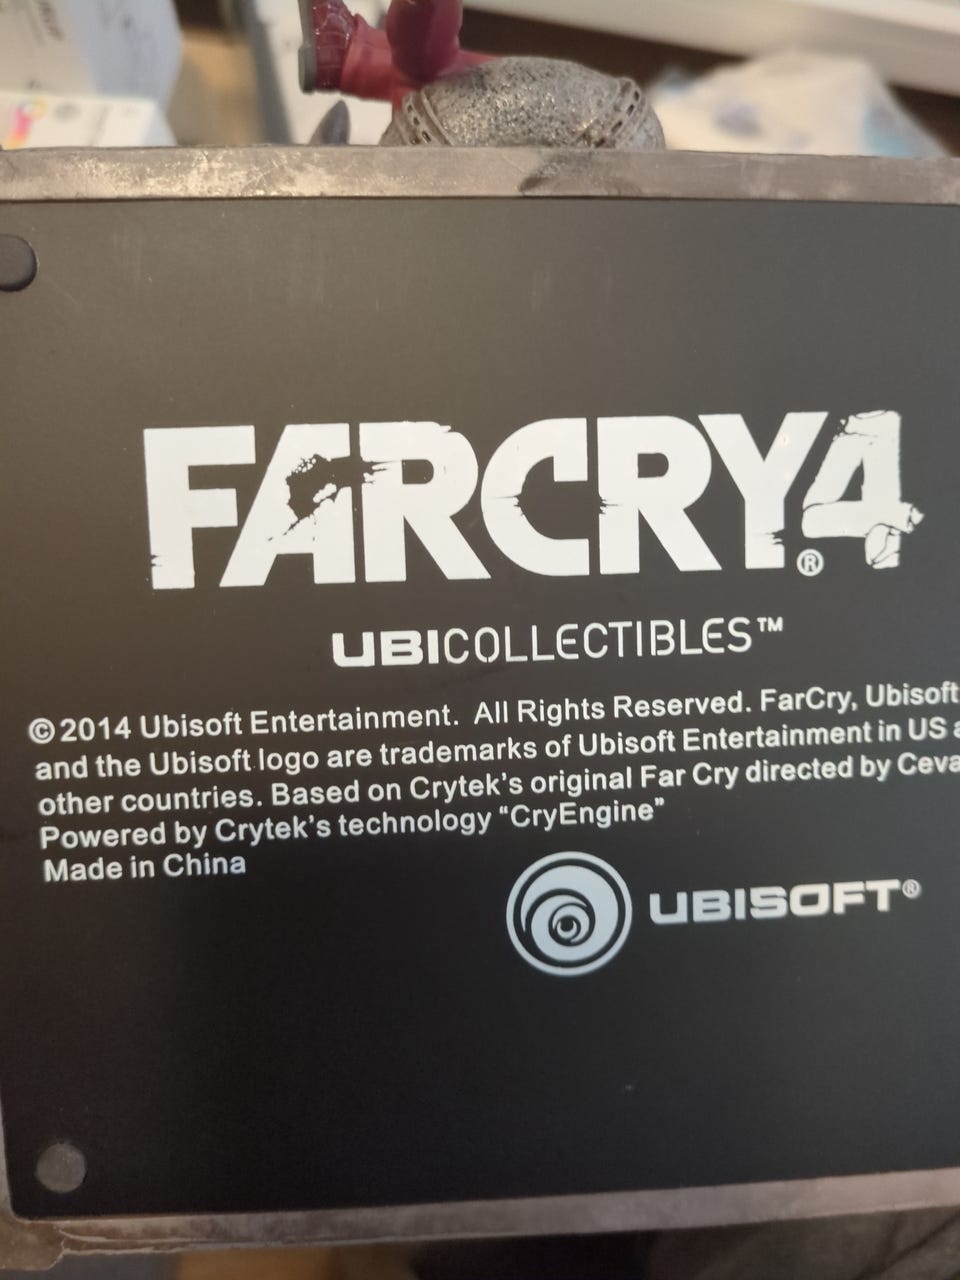 FARCRY4®
UBICOLLECTIBLES™
© 2014 Ubisoft Entertainment. All Rights Reserved. FarCry, Ubisoft
and the Ubisoft logo are trademarks of Ubisoft Entertainment in US
other countries. Based on Crytek's original Far Cry directed by
Powered by Crytek's technology “CryEngine”
Made in China
UBISOFT®